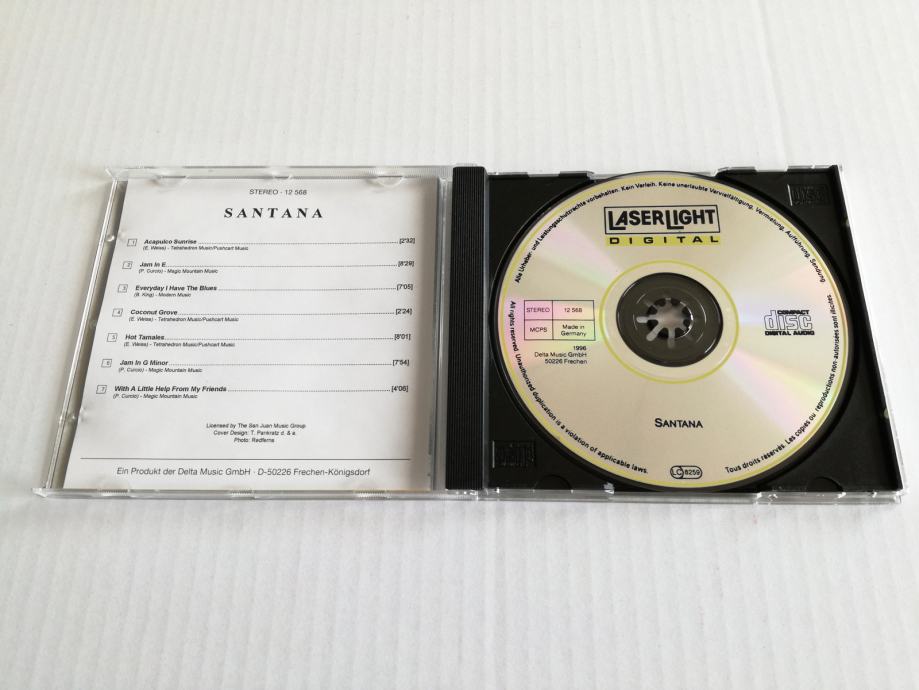 STEREO · 12 568
SANTANA
1 Acapulco Sunrise [2'32]
(E. Weiss) - Tetrahedron Music/Pushcart Music
2 Jam In E [8'29]
(P. Curcio) - Magic Mountain Music
3 Everyday I Have The Blues [7'05]
(B. King) - Modern Music
4 Coconut Grove [2'24]
(E. Weiss) - Tetrahedron Music/Pushcart Music
5 Hot Tamales [8'01]
(E. Weiss) - Tetrahedron Music/Pushcart Music
6 Jam In G Minor [7'54]
(P. Curcio) - Magic Mountain Music
7 With A Little Help From My Friends [4'06]
(P. Curcio) - Magic Mountain Music
Licensed by The San Juan Music Group
Cover Design: T. Pankratz d. & a.
Photo: Redferns
Ein Produkt der Delta Music GmbH · D-50226 Frechen-Königsdorf
Alle Urheber- und Leistungsschutzrechte vorbehalten. Kein Verleih. Keine unerlaubte Vervielfältigung, Vermietung, Aufführung, Sendung
LASERLIGHT
DIGITAL
STEREO 12 568
MCPS Made in Germany
1996
Delta Music GmbH
50226 Frechen
COMPACT
disc
DIGITAL AUDIO
SANTANA
LC 8259
All rights reserved. Unauthorized duplication is a violation of applicable laws.
Tous droits réservés. Les copies ou reproductions non-autorisées sont illicites.